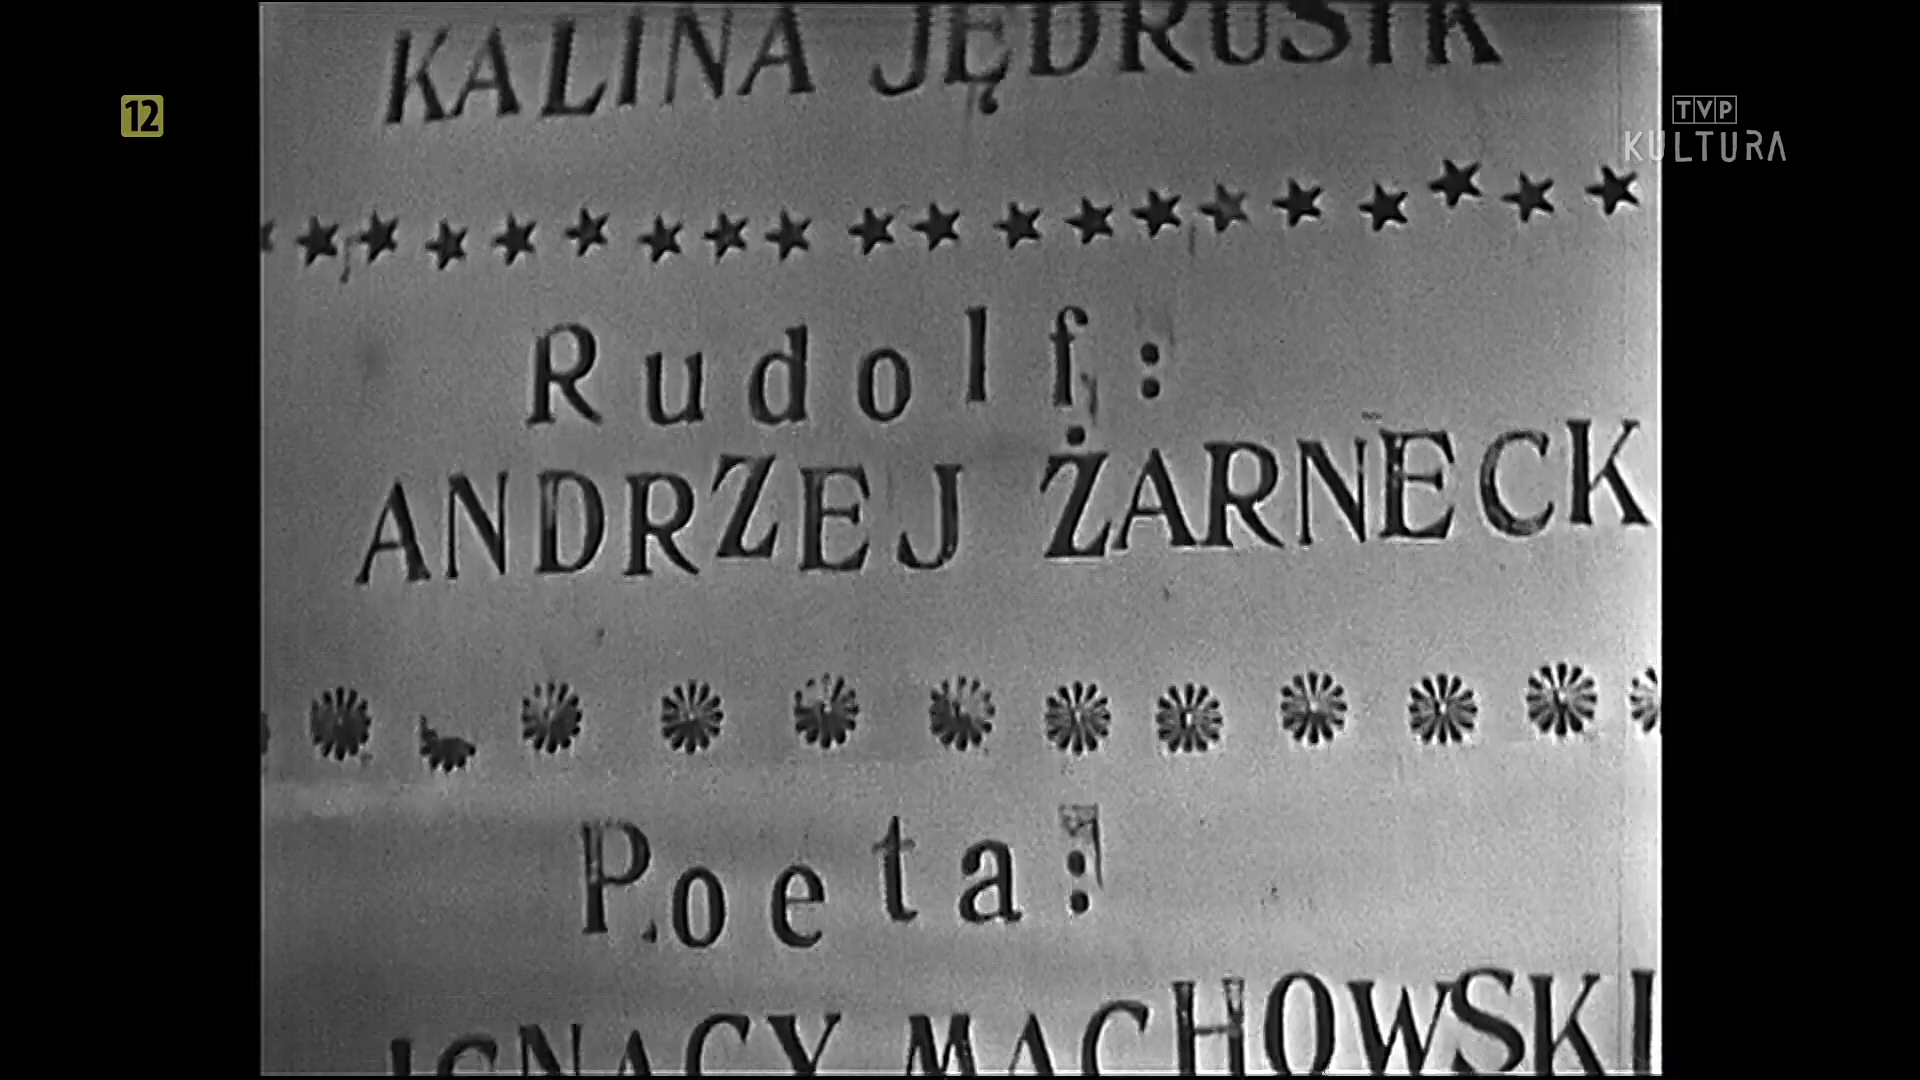 KALINA JĘDRUSIK
12
TVP
KULTURA
Rudolf:
ANDRZEJ ŻARNECK
Poeta:
IGNACY MACHOWSKI